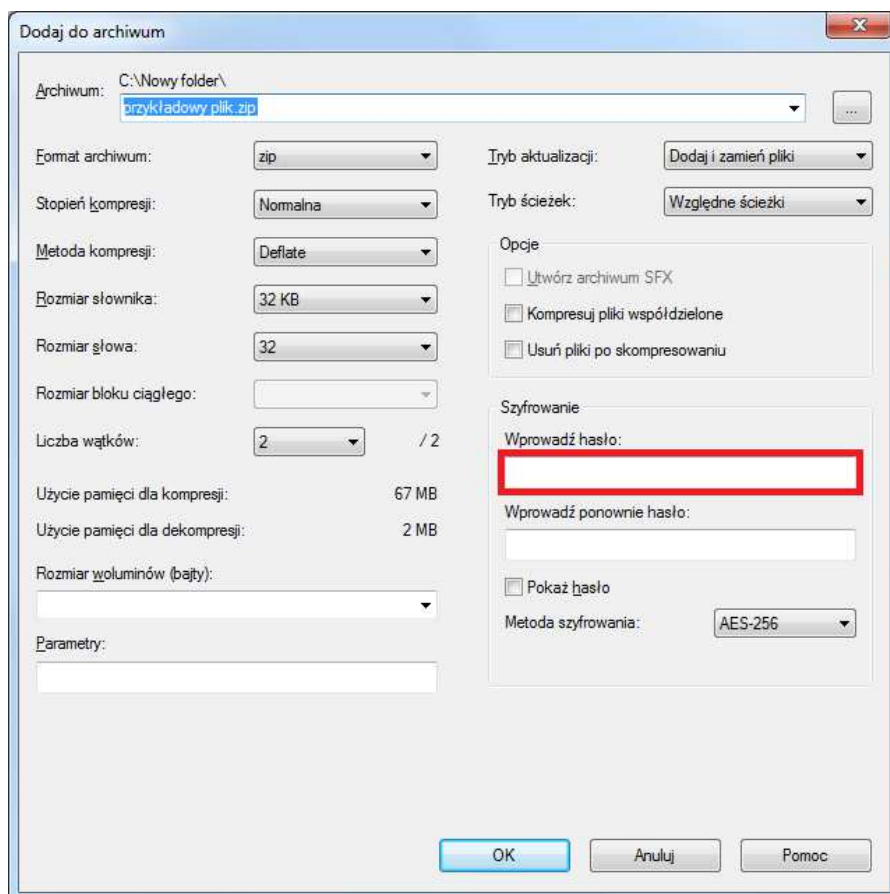 Dodaj do archiwum
Archiwum:
C:\Nowy folder\
przykładowy plik.zip
...
Format archiwum:
zip
Stopień kompresji:
Normalna
Metoda kompresji:
Deflate
Rozmiar słownika:
32 KB
Rozmiar słowa:
32
Rozmiar bloku ciągłego:
Liczba wątków:
2
/ 2
Użycie pamięci dla kompresji:
67 MB
Użycie pamięci dla dekompresji:
2 MB
Rozmiar woluminów (bajty):
Parametry:
Tryb aktualizacji:
Dodaj i zamień pliki
Tryb ścieżek:
Względne ścieżki
Opcje
Utwórz archiwum SFX
Kompresuj pliki współdzielone
Usuń pliki po skompresowaniu
Szyfrowanie
Wprowadź hasło:
Wprowadź ponownie hasło:
Pokaż hasło
Metoda szyfrowania:
AES-256
OK
Anuluj
Pomoc